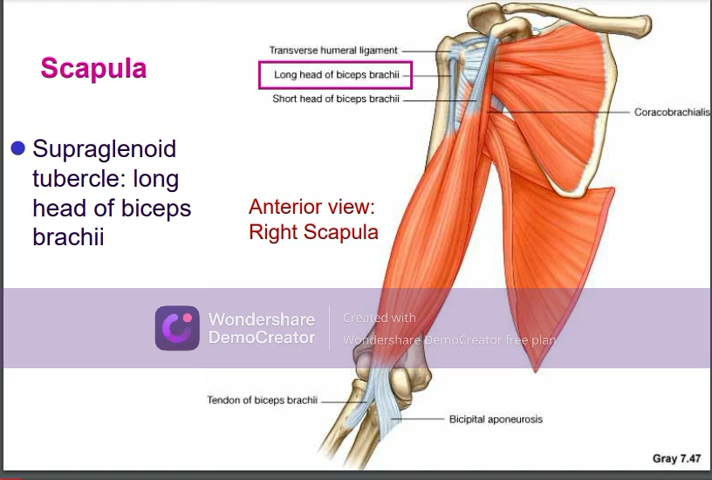 Scapula
Supraglenoid
tubercle: long
head of biceps
brachii
Transverse humeral ligament
Long head of biceps brachii
Short head of biceps brachii
Coracobrachialis
Anterior view:
Right Scapula
Wondershare
DemoCreator
Created with
Wondershare DemoCreator free plan
Tendon of biceps brachii
Bicipital aponeurosis
Gray 7.47